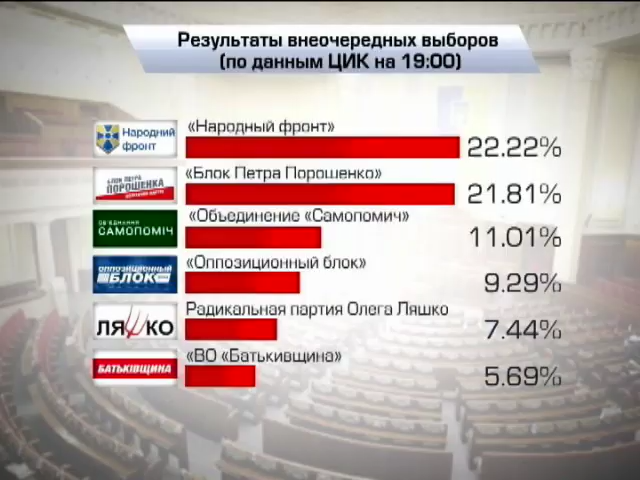 Результаты внеочередных выборов
(по данным ЦИК на 19:00)
Народний
фронт
«Народный фронт»
22.22%
БЛОК ПЕТРА
ПОРОШЕНКА
«Блок Петра Порошенко»
21.81%
ОБ'ЄДНАННЯ
САМОПОМІЧ
«Объединение «Самопомич»
11.01%
ОППОЗИЦИОННЫЙ
БЛОК
«Оппозиционный блок»
9.29%
ЛЯШКО
Радикальная партия Олега Ляшко
7.44%
БАТЬКІВЩИНА
«ВО «Батькивщина»
5.69%